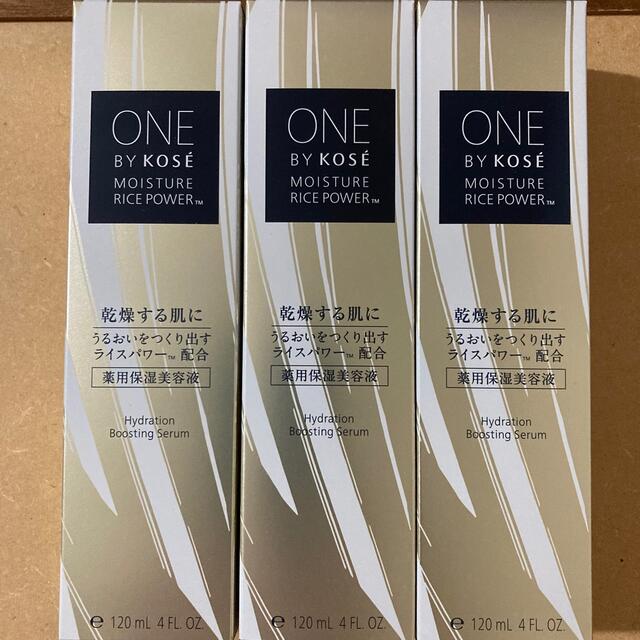 ONE
BY KOSÉ
MOISTURE
RICE POWER™
乾燥する肌に
うるおいをつくり出す
ライスパワー™ 配合
薬用保湿美容液
Hydration
Boosting Serum
℮ 120 mL 4 FL. OZ.
ONE
BY KOSÉ
MOISTURE
RICE POWER™
乾燥する肌に
うるおいをつくり出す
ライスパワー™ 配合
薬用保湿美容液
Hydration
Boosting Serum
℮ 120 mL 4 FL. OZ.
ONE
BY KOSÉ
MOISTURE
RICE POWER™
乾燥する肌に
うるおいをつくり出す
ライスパワー™ 配合
薬用保湿美容液
Hydration
Boosting Serum
℮ 120 mL 4 FL. OZ.